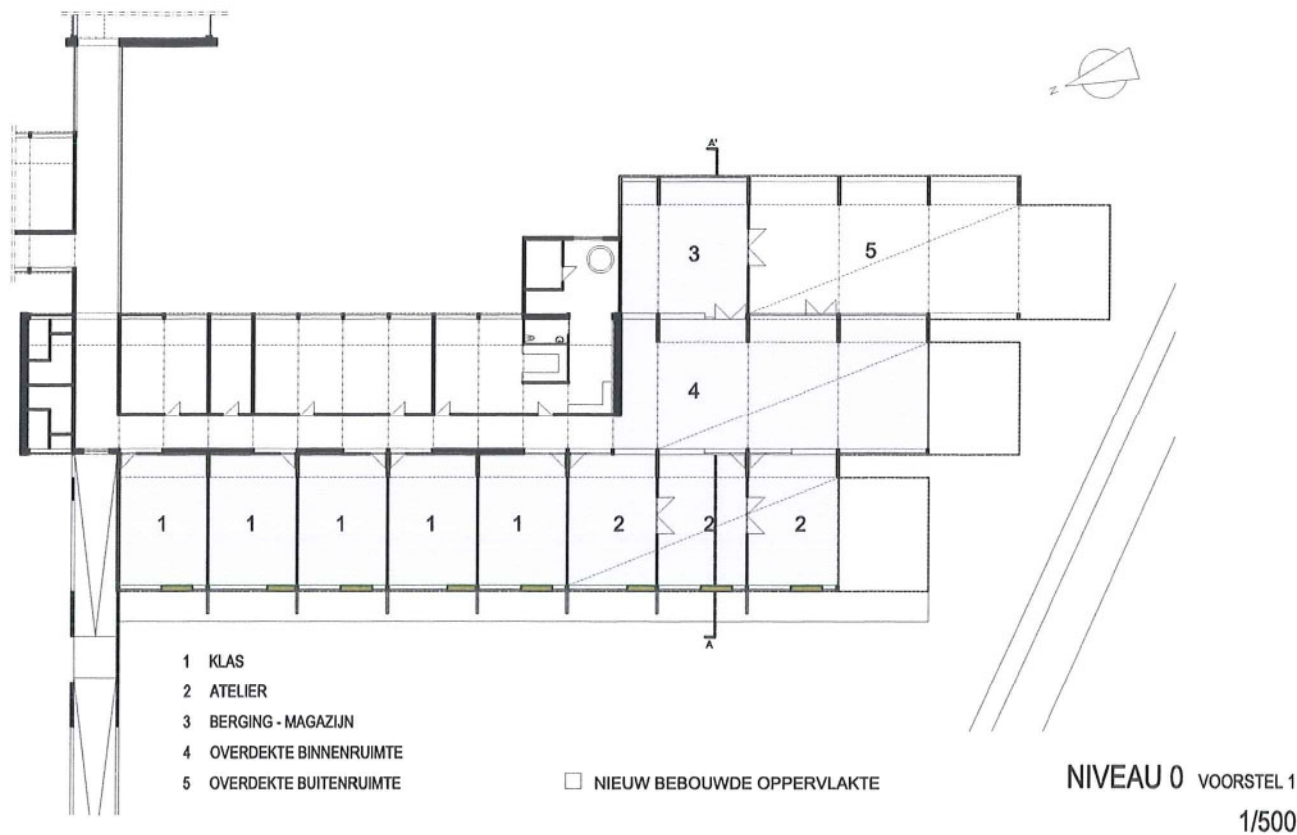 N
A'
3
5
4
1 1 1 1 1 2 2 2
A
1 KLAS
2 ATELIER
3 BERGING - MAGAZIJN
4 OVERDEKTE BINNENRUIMTE
5 OVERDEKTE BUITENRUIMTE
NIEUW BEBOUWDE OPPERVLAKTE
NIVEAU 0 VOORSTEL 1
1/500